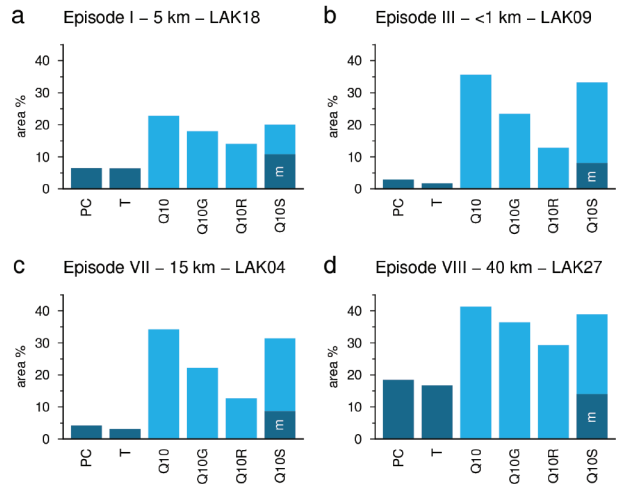 a Episode I – 5 km – LAK18
b Episode III – <1 km – LAK09
area %
40
30
20
10
0
m
PC
T
Q10
Q10G
Q10R
Q10S
area %
40
30
20
10
0
m
PC
T
Q10
Q10G
Q10R
Q10S
c Episode VII – 15 km – LAK04
d Episode VIII – 40 km – LAK27
area %
40
30
20
10
0
m
PC
T
Q10
Q10G
Q10R
Q10S
area %
40
30
20
10
0
m
PC
T
Q10
Q10G
Q10R
Q10S